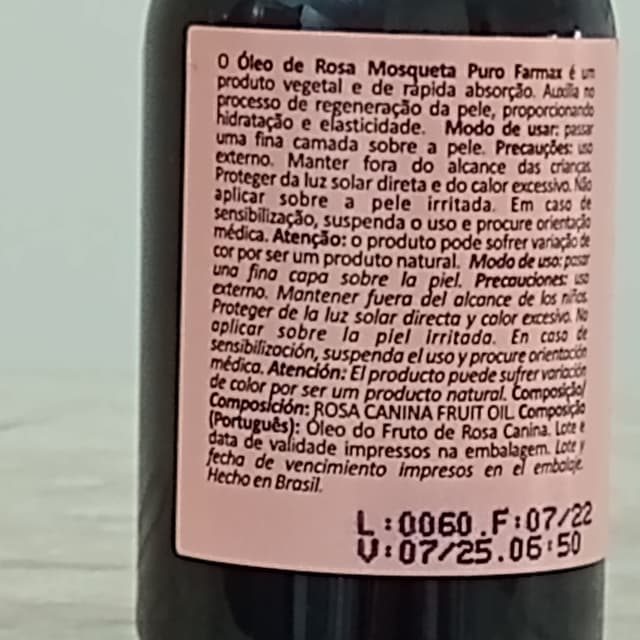 O Óleo de Rosa Mosqueta Puro Farmax é um
produto vegetal e de rápida absorção. Auxilia no
processo de regeneração da pele, proporcionando
hidratação e elasticidade. Modo de usar: passar
uma fina camada sobre a pele. Precauções: uso
externo. Manter fora do alcance das crianças.
Proteger da luz solar direta e do calor excessivo. Não
aplicar sobre a pele irritada. Em caso de
sensibilização, suspenda o uso e procure orientação
médica. Atenção: o produto pode sofrer variação de
cor por ser um produto natural. Modo de uso: pasar
una fina capa sobre la piel. Precauciones: uso
externo. Mantener fuera del alcance de los niños.
Proteger de la luz solar directa y calor excesivo. No
aplicar sobre la piel irritada. En caso de
sensibilización, suspenda el uso y procure orientación
médica. Atención: El producto puede sufrer variación
de color por ser um producto natural. Composição/
Composición: ROSA CANINA FRUIT OIL. Composição
(Português): Óleo do Fruto de Rosa Canina. Lote e
data de validade impressos na embalagem. Lote y
fecha de vencimiento impresos en el embalaje.
Hecho en Brasil.
L:0060 F:07/22
V:07/25.06:50